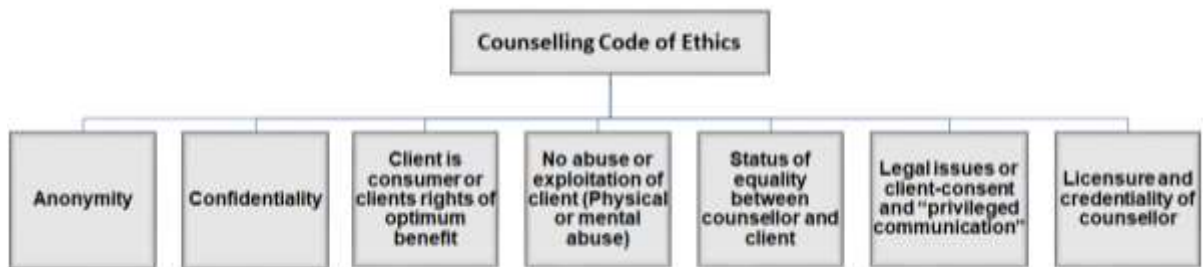 Counselling Code of Ethics
Anonymity
Confidentiality
Client is
consumer or
clients rights of
optimum
benefit
No abuse or
exploitation of
client (Physical
or mental
abuse)
Status of
equality
between
counsellor and
client
Legal issues or
client-consent
and "privileged
communication"
Licensure and
credentiality of
counsellor